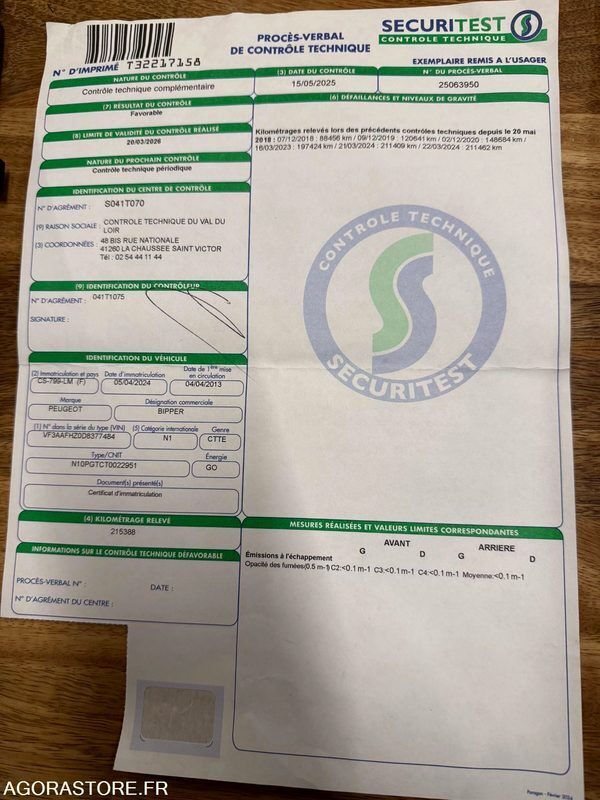 PROCÈS-VERBAL
DE CONTRÔLE TECHNIQUE
SECURITEST
CONTROLE TECHNIQUE
N° D'IMPRIMÉ T32217158
EXEMPLAIRE REMIS A L'USAGER
NATURE DU CONTRÔLE
Contrôle technique complémentaire
(3) DATE DU CONTRÔLE
15/05/2025
N° DU PROCÈS-VERBAL
25063950
(7) RÉSULTAT DU CONTRÔLE
Favorable
(8) LIMITE DE VALIDITÉ DU CONTRÔLE RÉALISÉ
20/03/2026
NATURE DU PROCHAIN CONTRÔLE
Contrôle technique périodique
IDENTIFICATION DU CENTRE DE CONTRÔLE
N° D'AGRÉMENT : S041T070
(9) RAISON SOCIALE : CONTROLE TECHNIQUE DU VAL DU
LOIR
(3) COORDONNÉES : 48 BIS RUE NATIONALE
41260 LA CHAUSSEE SAINT VICTOR
Tél : 02 54 44 11 44
(9) IDENTIFICATION DU CONTRÔLEUR
N° D'AGRÉMENT : 041T1075
SIGNATURE :
IDENTIFICATION DU VÉHICULE
(2) Immatriculation et pays
CS-799-LM (F)
Date d'immatriculation
05/04/2024
Date de 1ère mise
en circulation
04/04/2013
Marque
PEUGEOT
Désignation commerciale
BIPPER
(1) N° dans la série du type (VIN)
VF3AAFHZ0D8377484
(5) Catégorie internationale
N1
Genre
CTTE
Type/CNIT
N10PGTCT0022951
Énergie
GO
Document(s) présenté(s)
Certificat d'immatriculation
(4) KILOMÉTRAGE RELEVÉ
215388
INFORMATIONS SUR LE CONTRÔLE TECHNIQUE DÉFAVORABLE
PROCÈS-VERBAL N° : DATE :
N° D'AGRÉMENT DU CENTRE :
(6) DÉFAILLANCES ET NIVEAUX DE GRAVITÉ
Kilométrages relevés lors des précédents contrôles techniques depuis le 20 mai
2018 : 07/12/2018 : 88456 km / 09/12/2019 : 120641 km / 02/12/2020 : 148684 km /
16/03/2023 : 197424 km / 21/03/2024 : 211409 km / 22/03/2024 : 211462 km
CONTROLE TECHNIQUE
SECURITEST
MESURES RÉALISÉES ET VALEURS LIMITES CORRESPONDANTES
AVANT ARRIERE
G D G D
Émissions à l'échappement
Opacité des fumées(0.5 m-1) C2:<0.1 m-1 C3:<0.1 m-1 C4:<0.1 m-1 Moyenne:<0.1 m-1
Paragon - Février 2024
AGORASTORE.FR